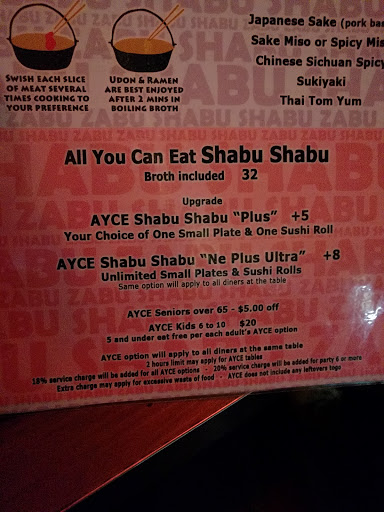 Japanese Sake (pork
Sake Miso or Spicy
Chinese Sichuan Spicy
Sukiyaki
Thai Tom Yum
SWISH EACH SLICE
OF MEAT SEVERAL
TIMES COOKING TO
YOUR PREFERENCE
UDON & RAMEN
ARE BEST ENJOYED
AFTER 2 MINS IN
BOILING BROTH
All You Can Eat Shabu Shabu
Broth included 32
Upgrade
AYCE Shabu Shabu "Plus" +5
Your Choice of One Small Plate & One Sushi Roll
AYCE Shabu Shabu "Ne Plus Ultra" +8
Unlimited Small Plates & Sushi Rolls
Same option will apply to all diners at the table
AYCE Seniors over 65 - $5.00 off
AYCE Kids 6 to 10 $20
5 and under eat free per each adult's AYCE option
AYCE option will apply to all diners at the same table
2 hours limit may apply for AYCE tables
18% service charge will be added for all AYCE options - 20% service charge will be added for party 6 or more
Extra charge may apply for excessive waste of food - AYCE does not include any leftovers togo